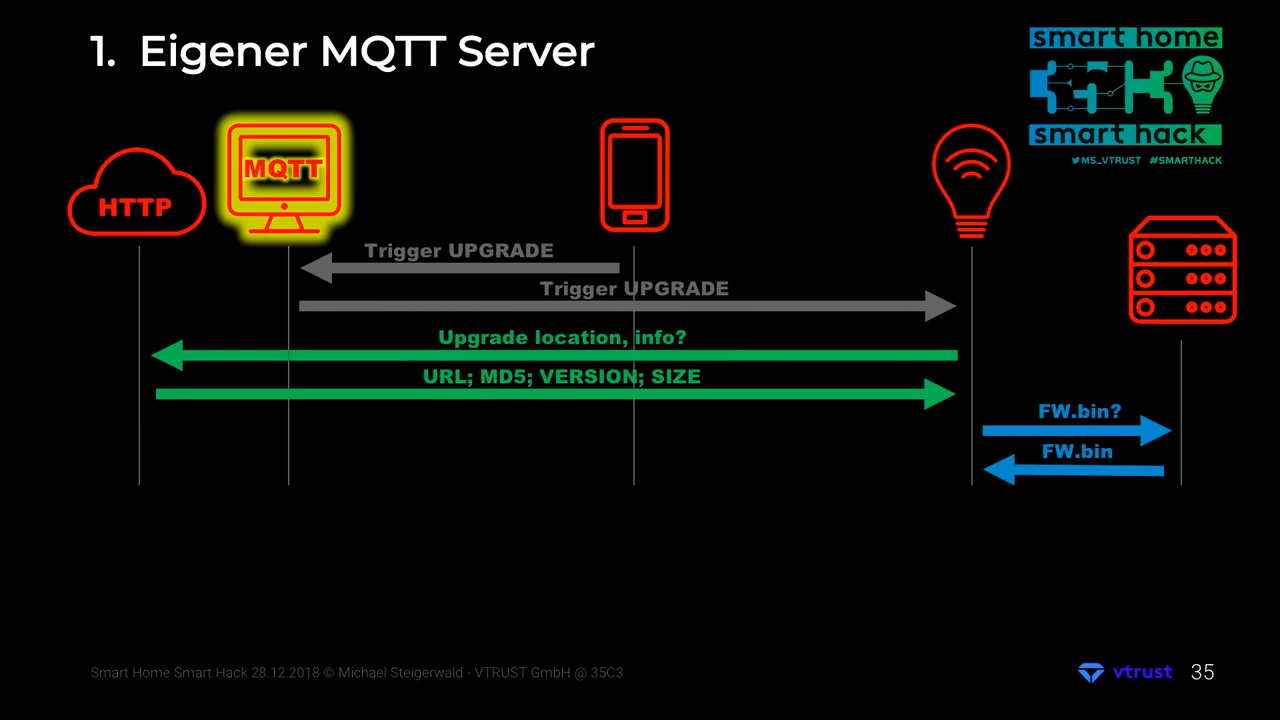 1. Eigener MQTT Server
smart home
smart hack
MS_VTRUST #SMARTHACK
HTTP
MQTT
Trigger UPGRADE
Trigger UPGRADE
Upgrade location, info?
URL; MD5; VERSION; SIZE
FW.bin?
FW.bin
Smart Home Smart Hack 28.12.2018 © Michael Steigerwald - VTRUST GmbH @ 35C3
vtrust
35